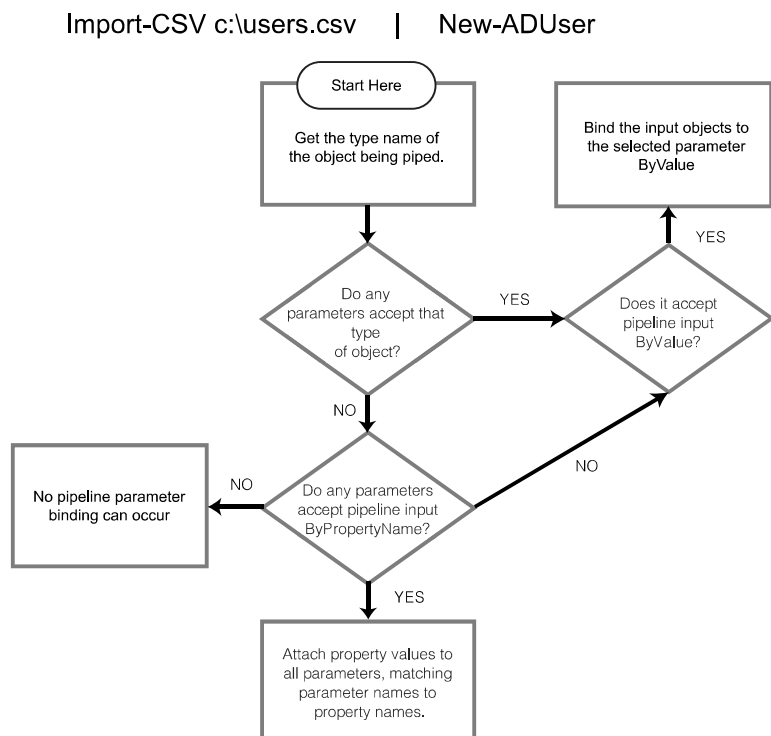 Import-CSV c:\users.csv | New-ADUser
Start Here
Get the type name of
the object being piped.
Bind the input objects to
the selected parameter
ByValue
YES
Do any
parameters accept that
type
of object?
YES
Does it accept
pipeline input
ByValue?
NO
NO
No pipeline parameter
binding can occur
NO
Do any parameters
accept pipeline input
ByPropertyName?
YES
Attach property values to
all parameters, matching
parameter names to
property names.